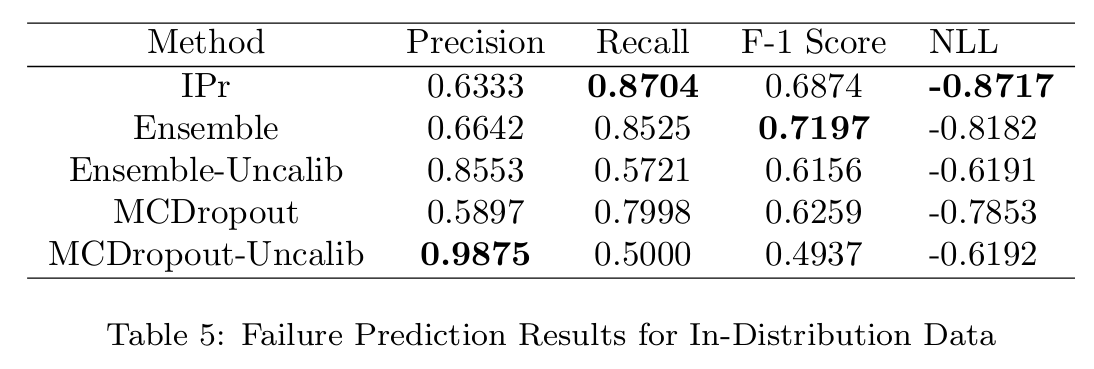 Method Precision Recall F-1 Score NLL
IPr 0.6333 0.8704 0.6874 -0.8717
Ensemble 0.6642 0.8525 0.7197 -0.8182
Ensemble-Uncalib 0.8553 0.5721 0.6156 -0.6191
MCDropout 0.5897 0.7998 0.6259 -0.7853
MCDropout-Uncalib 0.9875 0.5000 0.4937 -0.6192
Table 5: Failure Prediction Results for In-Distribution Data